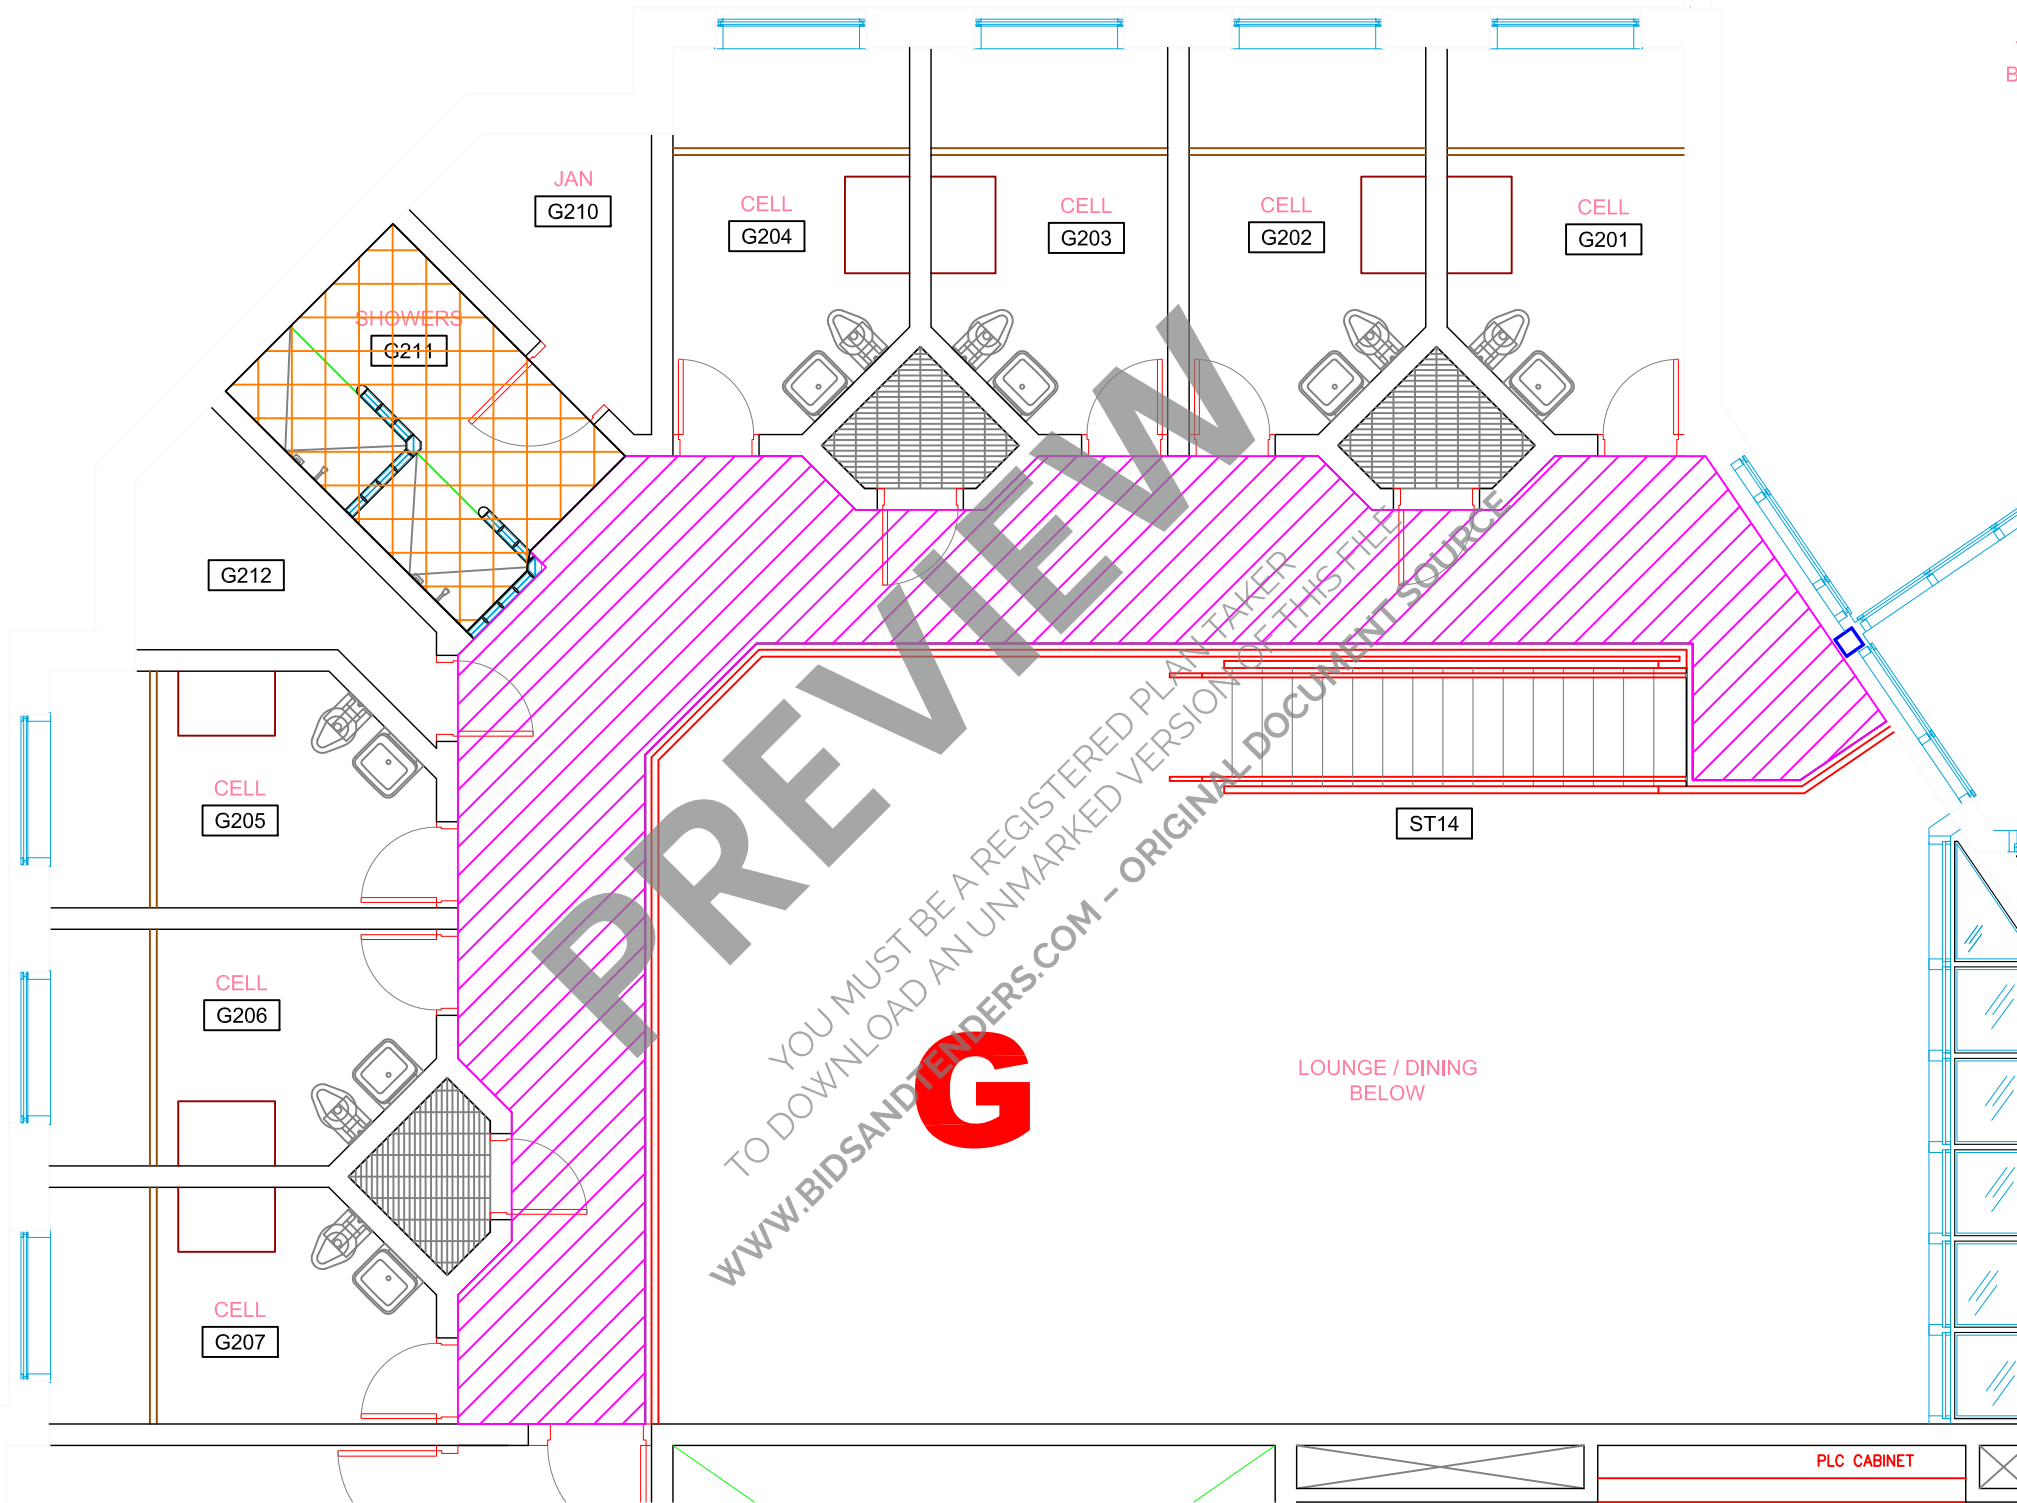 B
JAN
G210
CELL
G204
CELL
G203
CELL
G202
CELL
G201
SHOWERS
G211
G212
CELL
G205
CELL
G206
CELL
G207
ST14
G
LOUNGE / DINING
BELOW
PLC CABINET
PREVIEW
YOU MUST BE A REGISTERED PLAN TAKER
TO DOWNLOAD AN UNMARKED VERSION OF THIS FILE
WWW.BIDSANDTENDERS.COM – ORIGINAL DOCUMENT SOURCE